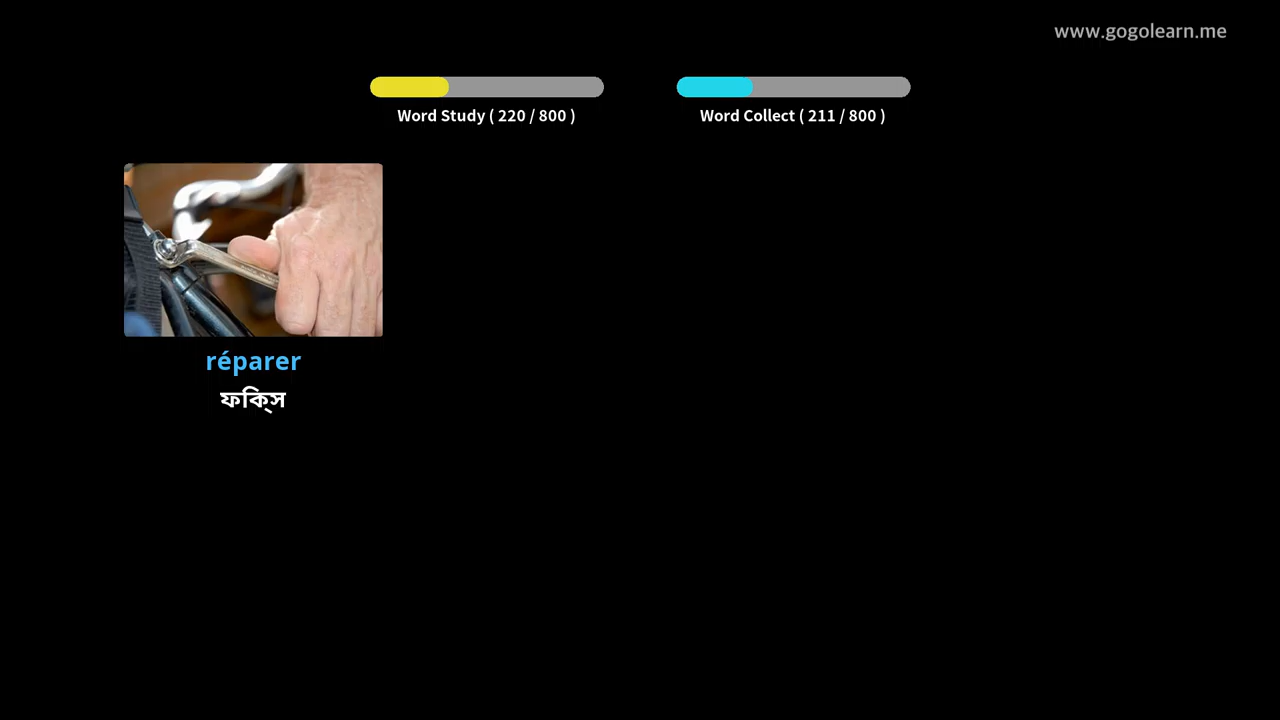 www.gogolearn.me
Word Study ( 220 / 800 )
Word Collect ( 211 / 800 )
réparer
ফিক্স